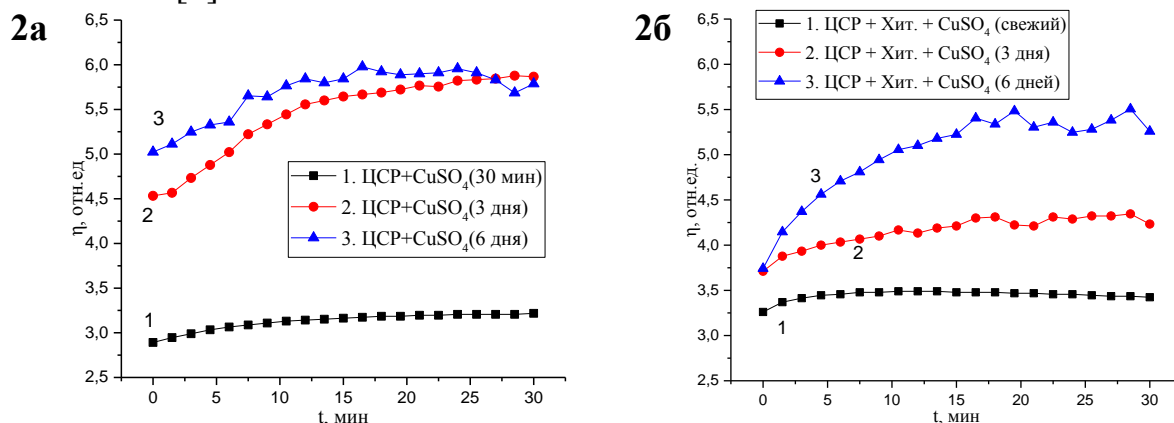 2а
6,5
6,0
5,5
5,0
4,5
4,0
3,5
3,0
2,5
η, отн.ед
3
2
1
1. ЦСР+CuSO₄(30 мин)
2. ЦСР+CuSO₄(3 дня)
3. ЦСР+CuSO₄(6 дня)
0 5 10 15 20 25 30
t, мин
2б
1. ЦСР + Хит. + CuSO₄ (свежий)
2. ЦСР + Хит. + CuSO₄ (3 дня)
3. ЦСР + Хит. + CuSO₄ (6 дней)
6,5
6,0
5,5
5,0
4,5
4,0
3,5
3,0
2,5
η, отн.ед.
3
2
1
0 5 10 15 20 25 30
t, мин